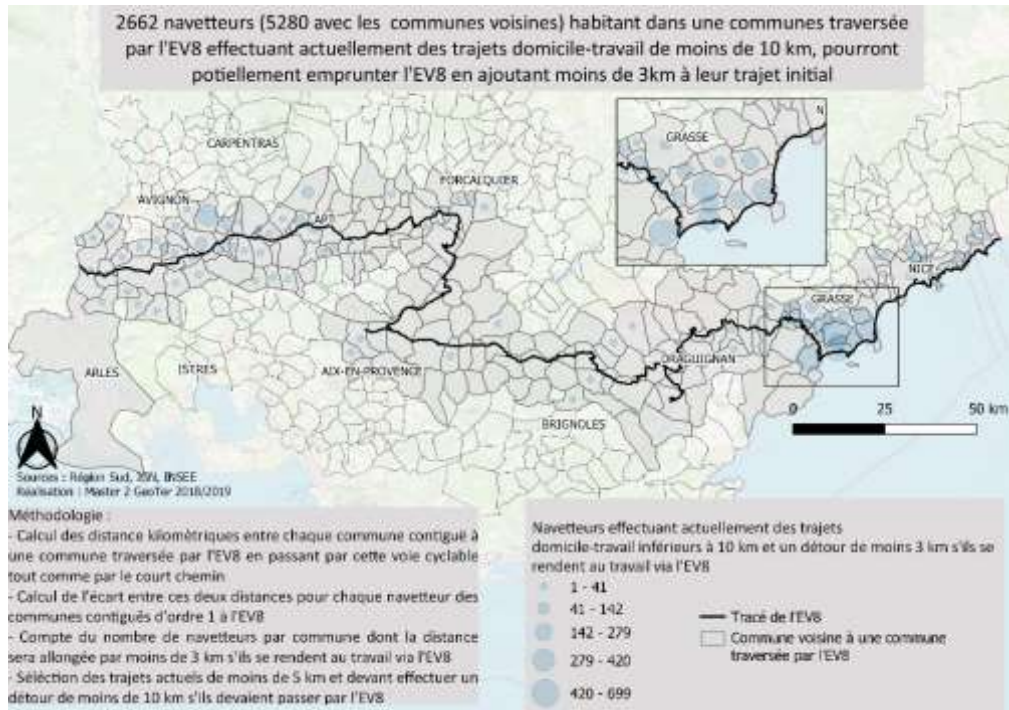 2662 navetteurs (5280 avec les communes voisines) habitant dans une communes traversée
par l'EV8 effectuant actuellement des trajets domicile-travail de moins de 10 km, pourront
potiellement emprunter l'EV8 en ajoutant moins de 3km à leur trajet initial
N
GRASSE
CARPENTRAS
FORCALQUIER
AVIGNON
APT
NICE
GRASSE
DRAGUIGNAN
ARLES
ISTRES
AIX-EN-PROVENCE
BRIGNOLES
0 25 50 km
N
Sources : Région Sud, IGN, INSEE
Réalisation : Master 2 GeoTer 2018/2019
Méthodologie :
- Calcul des distance kilométriques entre chaque commune contiguë à
une commune traversée par l'EV8 en passant par cette voie cyclable
tout comme par le court chemin
- Calcul de l'écart entre ces deux distances pour chaque navetteur des
communes contiguës d'ordre 1 à l'EV8
- Compte du nombre de navetteurs par commune dont la distance
sera allongée par moins de 3 km s'ils se rendent au travail via l'EV8
- Séléction des trajets actuels de moins de 5 km et devant effectuer un
détour de moins de 10 km s'ils devaient passer par l'EV8
Navetteurs effectuant actuellement des trajets
domicile-travail inférieurs à 10 km et un détour de moins 3 km s'ils se
rendent au travail via l'EV8
1 - 41
41 - 142
142 - 279
279 - 420
420 - 699
Tracé de l'EV8
Commune voisine à une commune
traversée par l'EV8